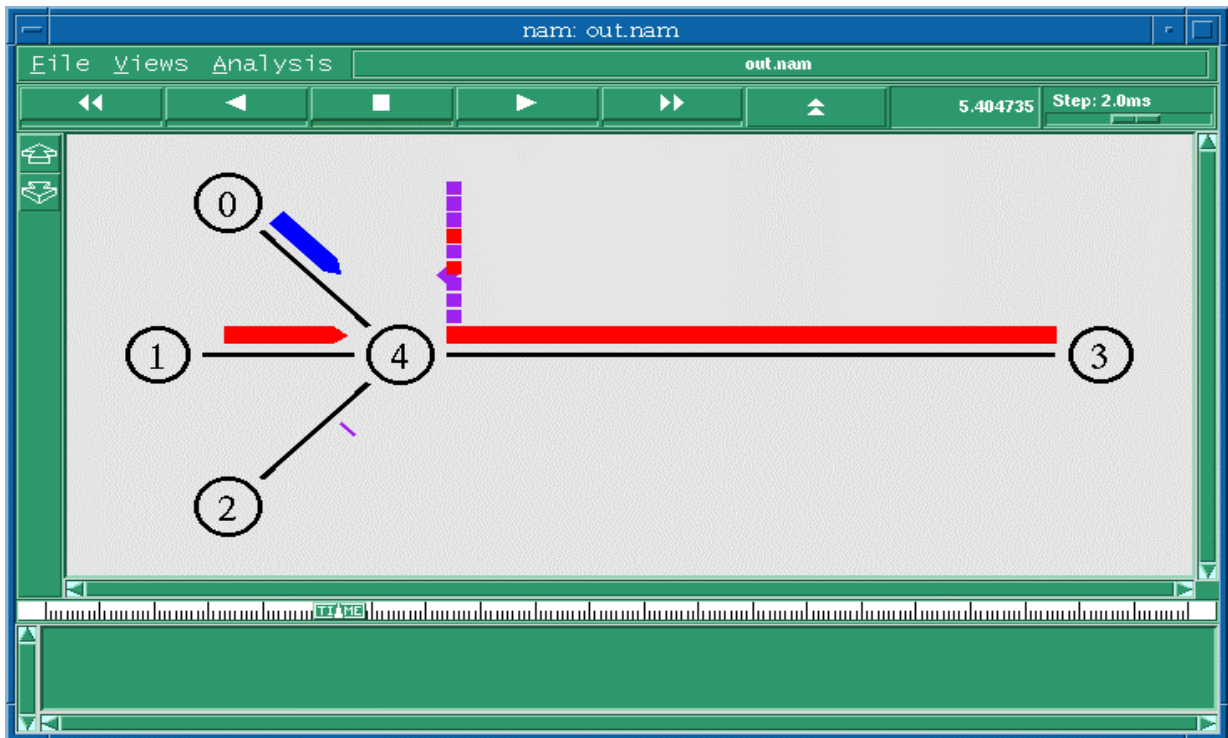 nam: out.nam
File Views Analysis out.nam
5.404735 Step: 2.0ms
0
1 4 3
2
TIME